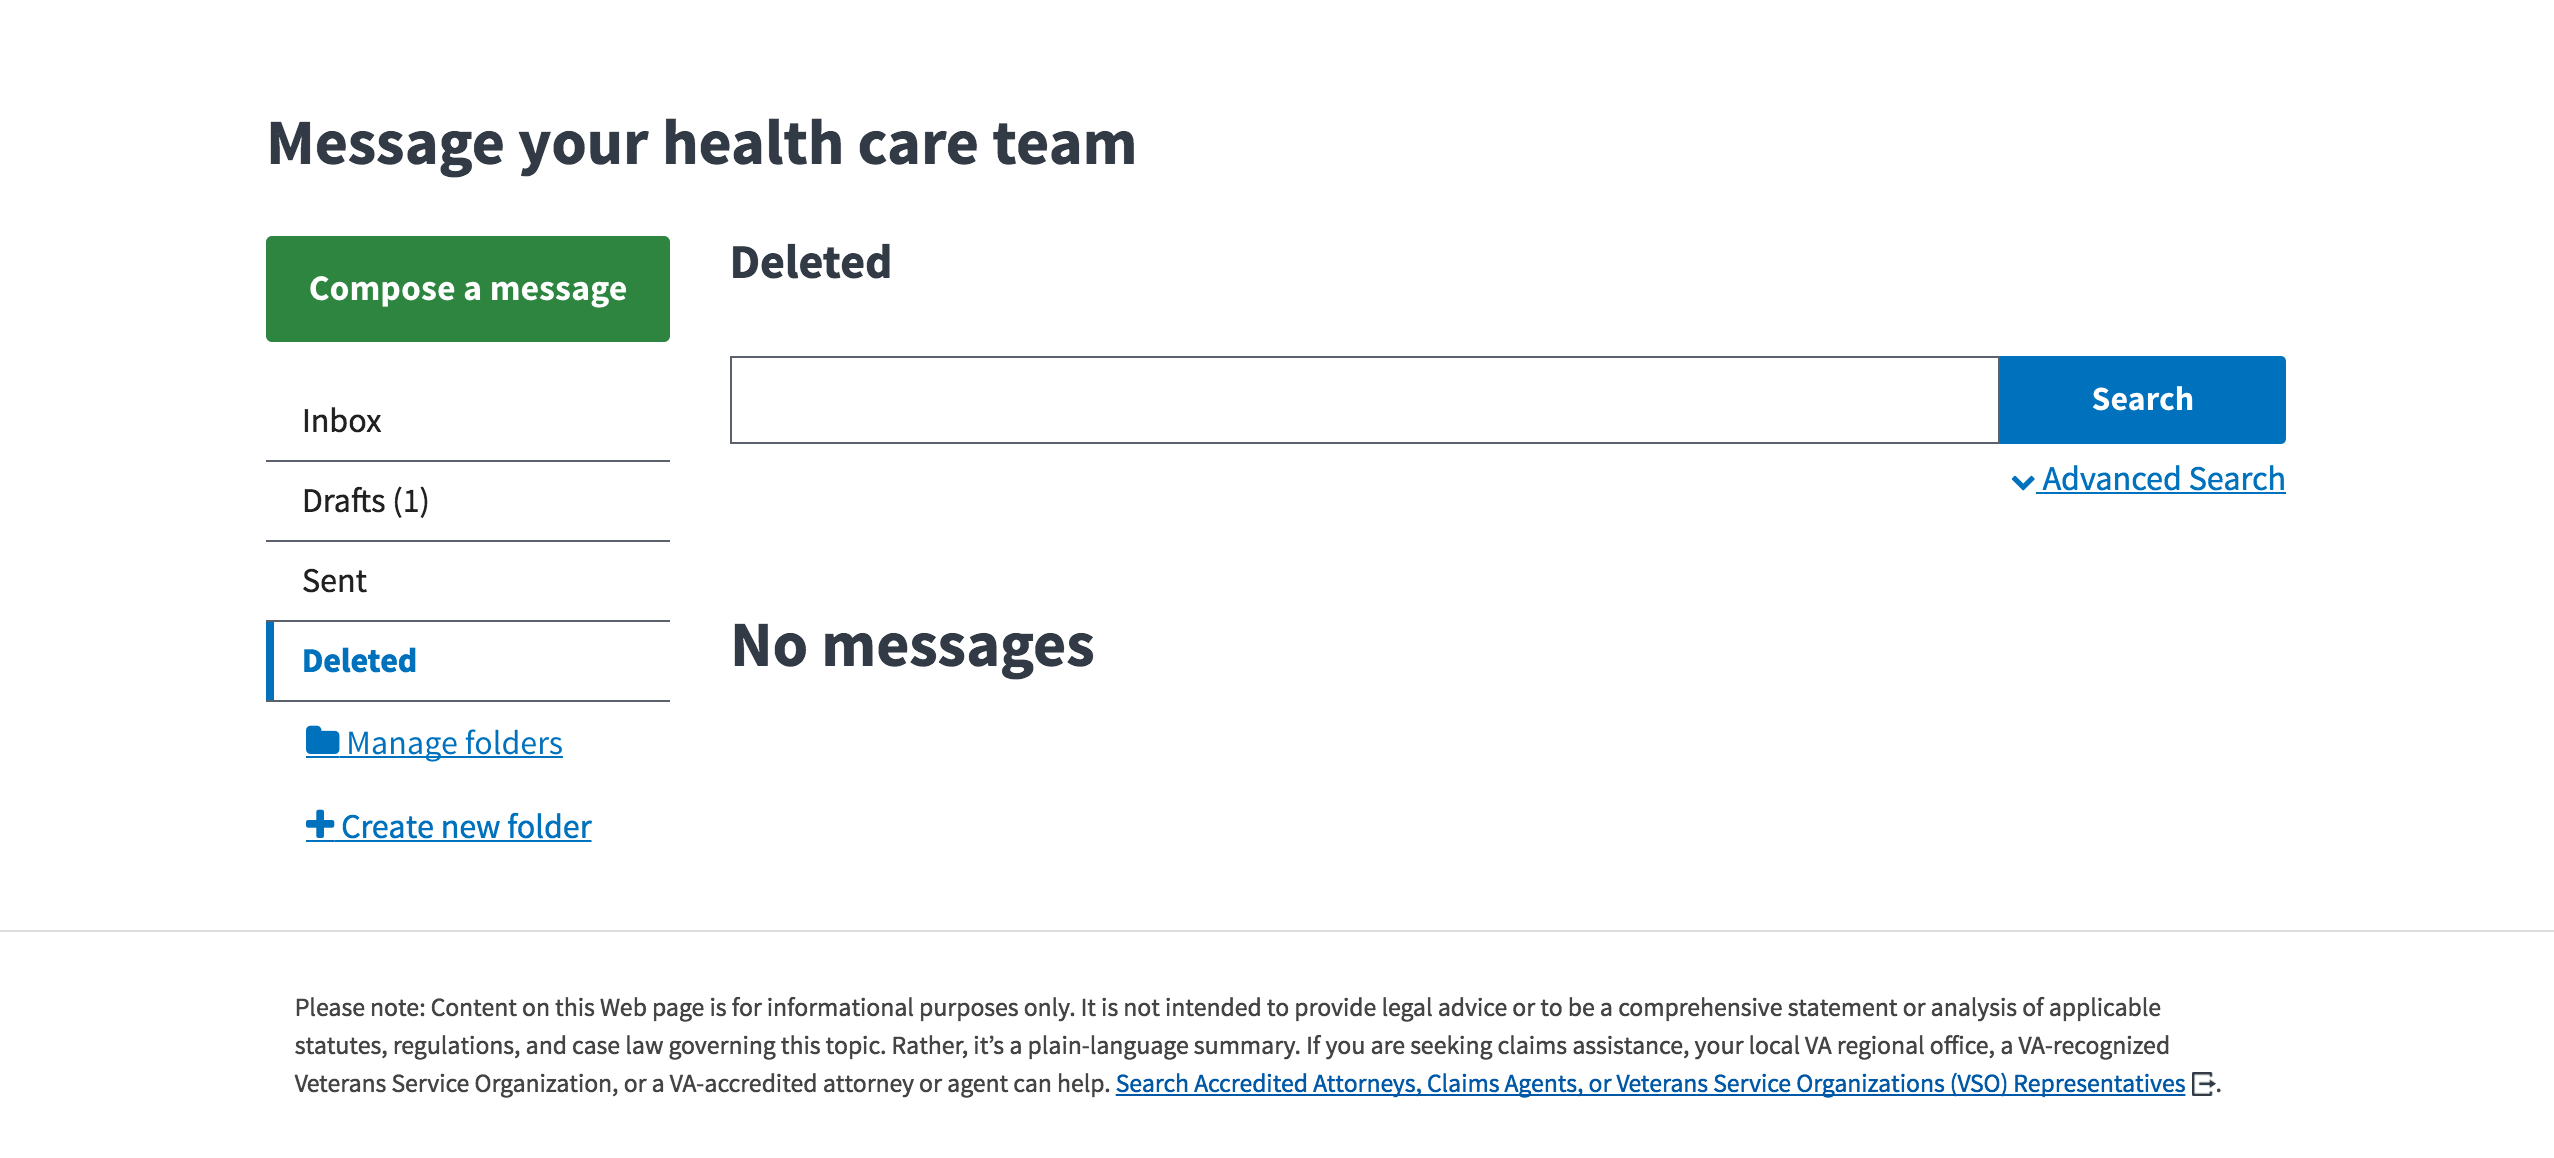 Message your health care team
Compose a message
Inbox
Drafts (1)
Sent
Deleted
Manage folders
Create new folder
Deleted
Search
Advanced Search
No messages
Please note: Content on this Web page is for informational purposes only. It is not intended to provide legal advice or to be a comprehensive statement or analysis of applicable
statutes, regulations, and case law governing this topic. Rather, it’s a plain-language summary. If you are seeking claims assistance, your local VA regional office, a VA-recognized
Veterans Service Organization, or a VA-accredited attorney or agent can help. Search Accredited Attorneys, Claims Agents, or Veterans Service Organizations (VSO) Representatives.